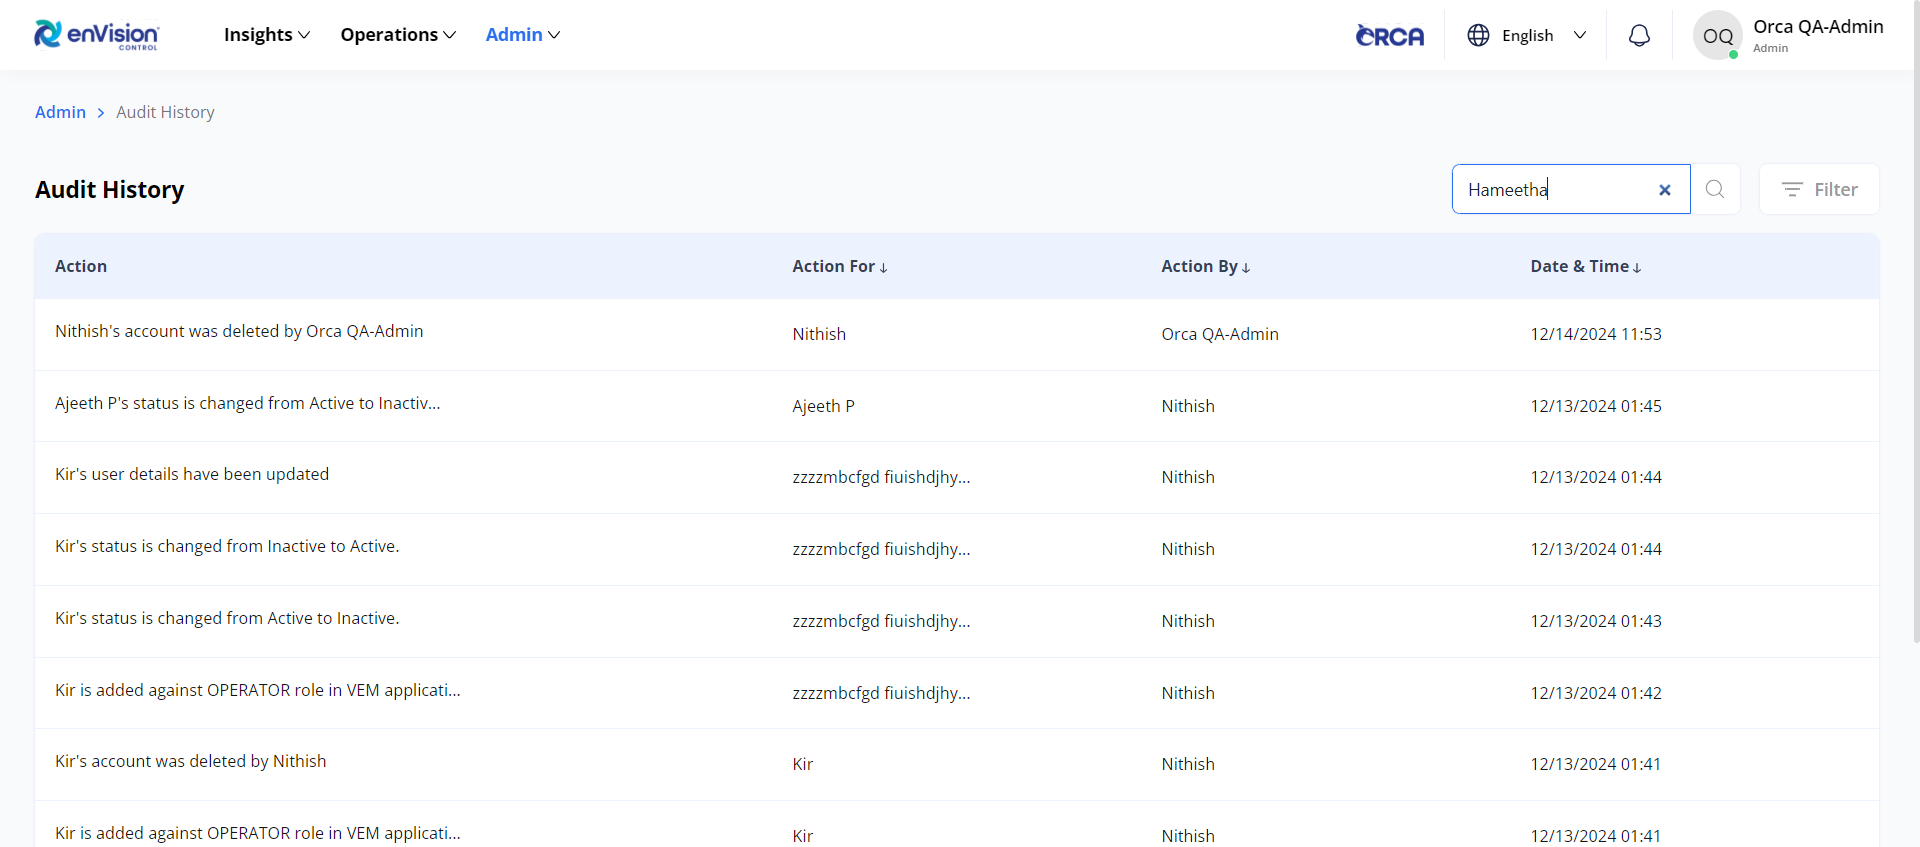 enVision CONTROL Insights Operations Admin ORCA English OQ Orca QA-Admin
Admin
Admin > Audit History
Audit History Hameetha Filter
Action Action For ↓ Action By ↓ Date & Time ↓
Nithish's account was deleted by Orca QA-Admin Nithish Orca QA-Admin 12/14/2024 11:53
Ajeeth P's status is changed from Active to Inactiv... Ajeeth P Nithish 12/13/2024 01:45
Kir's user details have been updated zzzzmbcfgd fiuishdjhy... Nithish 12/13/2024 01:44
Kir's status is changed from Inactive to Active. zzzzmbcfgd fiuishdjhy... Nithish 12/13/2024 01:44
Kir's status is changed from Active to Inactive. zzzzmbcfgd fiuishdjhy... Nithish 12/13/2024 01:43
Kir is added against OPERATOR role in VEM applicati... zzzzmbcfgd fiuishdjhy... Nithish 12/13/2024 01:42
Kir's account was deleted by Nithish Kir Nithish 12/13/2024 01:41
Kir is added against OPERATOR role in VEM applicati... Kir Nithish 12/13/2024 01:41